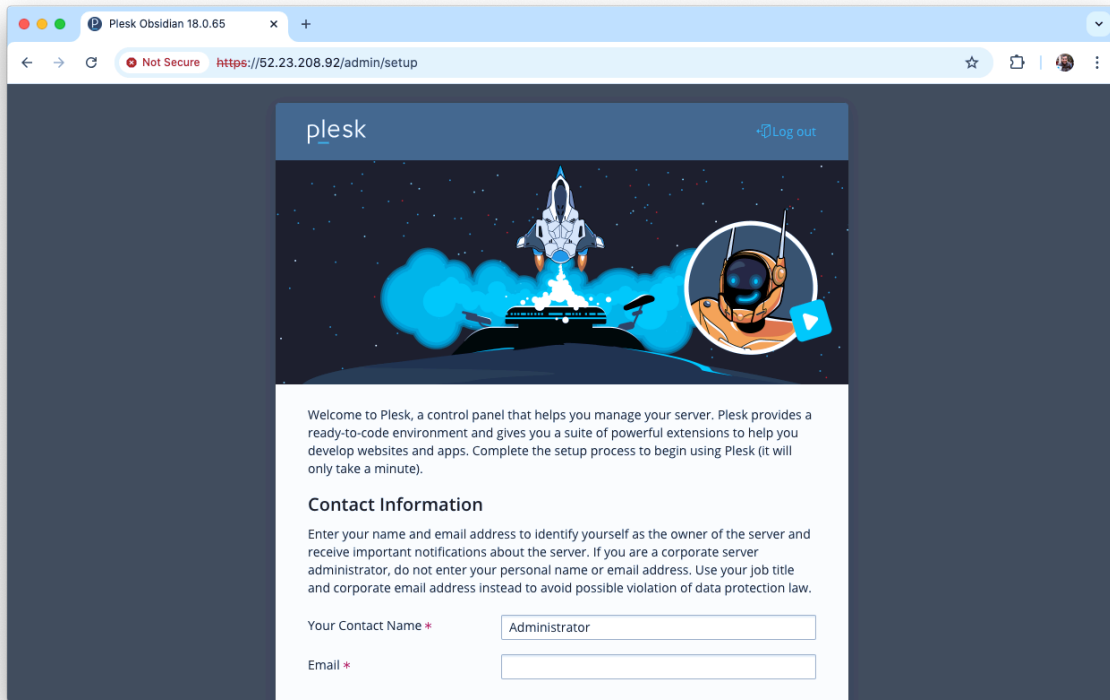 Plesk Obsidian 18.0.65
Not Secure https://52.23.208.92/admin/setup
plesk
Log out
Welcome to Plesk, a control panel that helps you manage your server. Plesk provides a
ready-to-code environment and gives you a suite of powerful extensions to help you
develop websites and apps. Complete the setup process to begin using Plesk (it will
only take a minute).
Contact Information
Enter your name and email address to identify yourself as the owner of the server and
receive important notifications about the server. If you are a corporate server
administrator, do not enter your personal name or email address. Use your job title
and corporate email address instead to avoid possible violation of data protection law.
Your Contact Name * Administrator
Email *